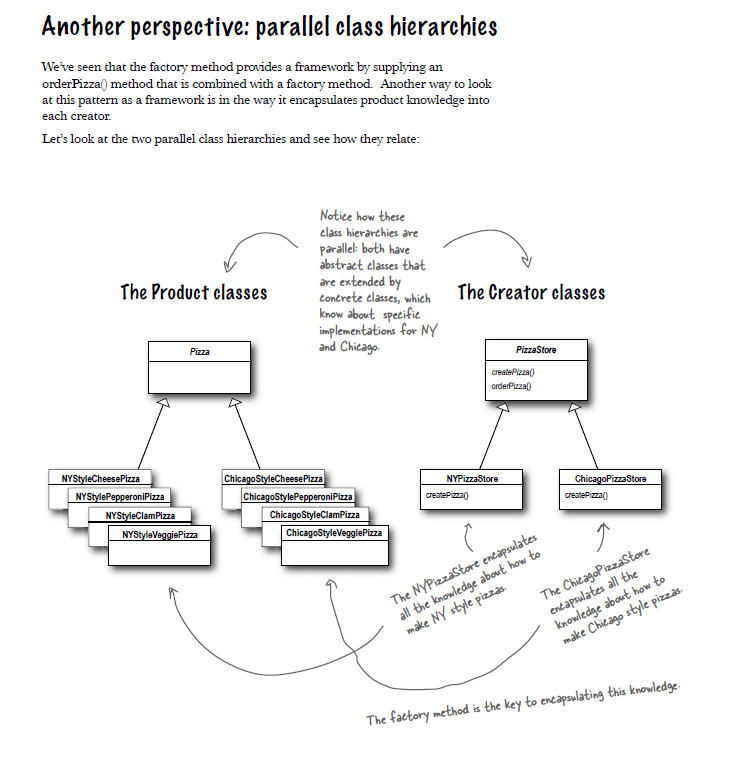 Another perspective: parallel class hierarchies
We've seen that the factory method provides a framework by supplying an
orderPizza() method that is combined with a factory method. Another way to look
at this pattern as a framework is in the way it encapsulates product knowledge into
each creator.
Let's look at the two parallel class hierarchies and see how they relate:
Notice how these
class hierarchies are
parallel: both have
abstract classes that
are extended by
concrete classes, which
know about specific
implementations for NY
and Chicago.
The Product classes
The Creator classes
Pizza
PizzaStore
createPizza()
orderPizza()
NYStyleCheesePizza
NYStylePepperoniPizza
NYStyleClamPizza
NYStyleVeggiePizza
ChicagoStyleCheesePizza
ChicagoStylePepperoniPizza
ChicagoStyleClamPizza
ChicagoStyleVeggiePizza
NYPizzaStore
createPizza()
ChicagoPizzaStore
createPizza()
The NYPizzaStore encapsulates
all the knowledge about how to
make NY style pizzas.
The ChicagoPizzaStore
encapsulates all the
knowledge about how to
make Chicago style pizzas.
The factory method is the key to encapsulating this knowledge.